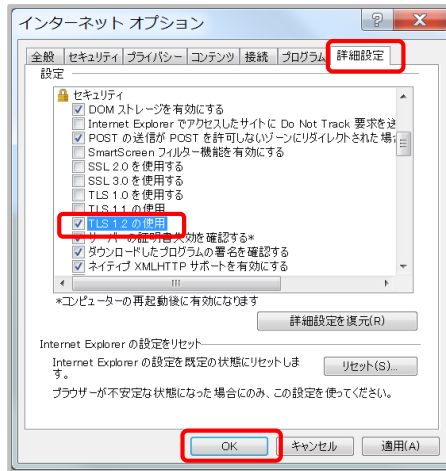 インターネット オプション
全般 セキュリティ プライバシー コンテンツ 接続 プログラム 詳細設定
設定
セキュリティ
DOM ストレージを有効にする
Internet Explorer でアクセスしたサイトに Do Not Track 要求を送
POST の送信が POST を許可しないゾーンにリダイレクトされた場
SmartScreen フィルター機能を有効にする
SSL 2.0 を使用する
SSL 3.0 を使用する
TLS 1.0 を使用する
TLS 1.1 の使用
TLS 1.2 の使用
サーバーの証明書失効を確認する*
ダウンロードしたプログラムの署名を確認する
ネイティブ XMLHTTP サポートを有効にする
*コンピューターの再起動後に有効になります
詳細設定を復元(R)
Internet Explorer の設定をリセット
Internet Explorer の設定を既定の状態にリセットしま
す。
リセット(S)...
ブラウザーが不安定な状態になった場合にのみ、この設定を使ってください。
OK キャンセル 適用(A)